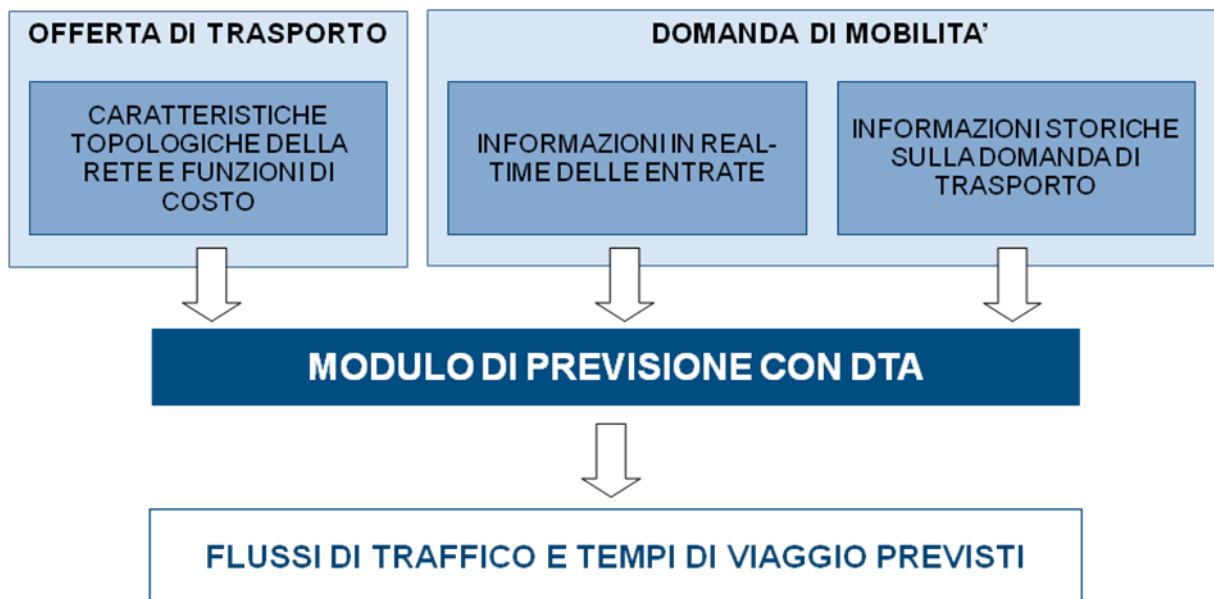 OFFERTA DI TRASPORTO
CARATTERISTICHE
TOPOLOGICHE DELLA
RETE E FUNZIONI DI
COSTO
DOMANDA DI MOBILITA’
INFORMAZIONI IN REAL-
TIME DELLE ENTRATE
INFORMAZIONI STORICHE
SULLA DOMANDA DI
TRASPORTO
MODULO DI PREVISIONE CON DTA
FLUSSI DI TRAFFICO E TEMPI DI VIAGGIO PREVISTI